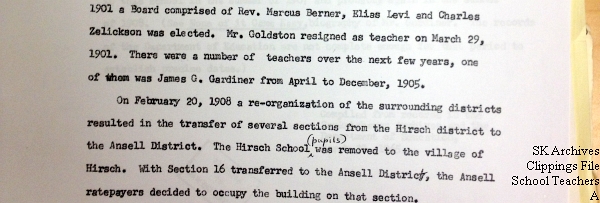 1901 a Board comprised of Rev. Marcus Berner, Elias Levi and Charles
Zelickson was elected. Mr. Goldston resigned as teacher on March 29,
1901. There were a number of teachers over the next few years, one
of them was James G. Gardiner from April to December, 1905.
On February 20, 1908 a re-organization of the surrounding districts
resulted in the transfer of several sections from the Hirsch district to
the Ansell District. The Hirsch School (pupils) was removed to the village of
Hirsch. With Section 16 transferred to the Ansell District, the Ansell
ratepayers decided to occupy the building on that section.
SK Archives
Clippings File
School Teachers
A